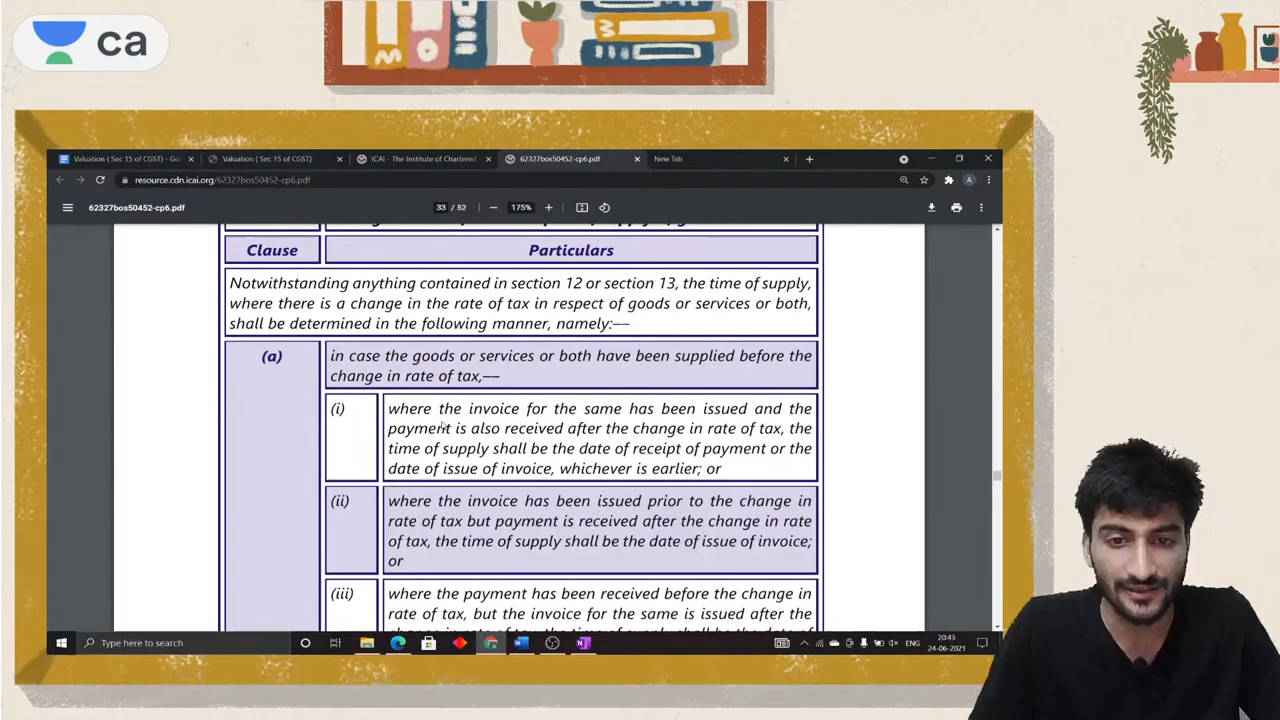 ca
Valuation ( Sec 15 of CGST) - Go
Valuation ( Sec 15 of CGST)
ICAI - The Institute of Chartered
62327bos50452-cp6.pdf
New Tab
resource.cdn.icai.org/62327bos50452-cp6.pdf
A
62327bos50452-cp6.pdf
33 / 52
175%
Clause
Particulars
Notwithstanding anything contained in section 12 or section 13, the time of supply,
where there is a change in the rate of tax in respect of goods or services or both,
shall be determined in the following manner, namely:––
(a)
in case the goods or services or both have been supplied before the
change in rate of tax,––
(i)
where the invoice for the same has been issued and the
payment is also received after the change in rate of tax, the
time of supply shall be the date of receipt of payment or the
date of issue of invoice, whichever is earlier; or
(ii)
where the invoice has been issued prior to the change in
rate of tax but payment is received after the change in rate
of tax, the time of supply shall be the date of issue of invoice;
or
(iii)
where the payment has been received before the change in
rate of tax, but the invoice for the same is issued after the
Type here to search
ENG
20:43
24-06-2021